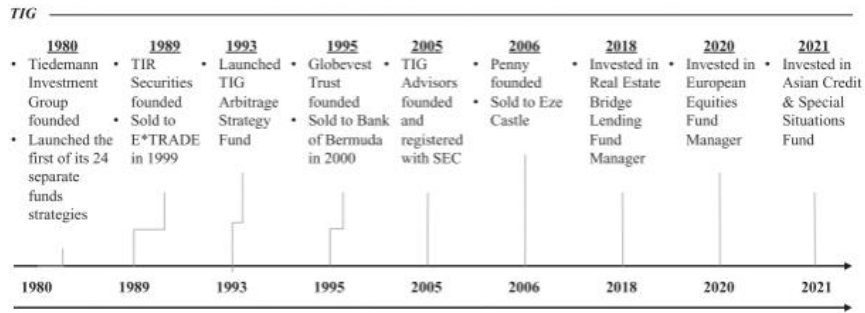 TIG
1980
• Tiedemann
Investment
Group
founded
• Launched the
first of its 24
separate
funds
strategies
1989
• TIR
Securities
founded
• Sold to
E*TRADE
in 1999
1993
• Launched
TIG
Arbitrage
Strategy
Fund
1995
• Globevest
Trust
founded
• Sold to Bank
of Bermuda
in 2000
2005
• TIG
Advisors
founded
and
registered
with SEC
2006
• Penny
founded
• Sold to Eze
Castle
2018
• Invested in
Real Estate
Bridge
Lending
Fund
Manager
2020
• Invested in
European
Equities
Fund
Manager
2021
• Invested in
Asian Credit
& Special
Situations
Fund
1980 1989 1993 1995 2005 2006 2018 2020 2021